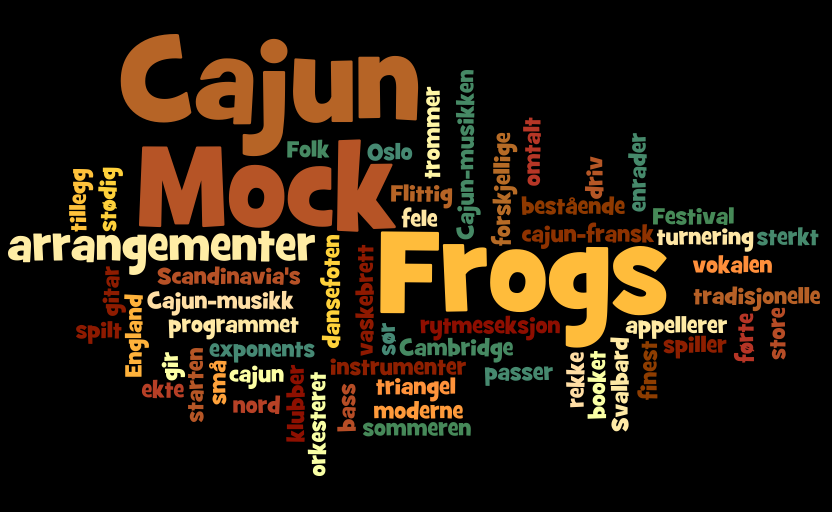 Cajun
Mock
Frogs
arrangementer
Folk
Oslo
trommer
Cajun-musikken
forskjellige
omtalt
driv
enrader
tillegg
stødig
Flittig
fele
bestående
Festival
cajun-fransk
turnering
sterkt
vokalen
tradisjonelle
gitar
Scandinavia's
dansefoten
vaskebrett
England
Cajun-musikk
spilt
programmet
sør
rytmeseksjon
appellerer
førte
store
exponents
Cambridge
spiller
gir
starten
små
cajun
instrumenter
passer
rekke
booket
Svalbard
finest
ekte
nord
klubber
orkesteret
bass
triangel
moderne
sommeren